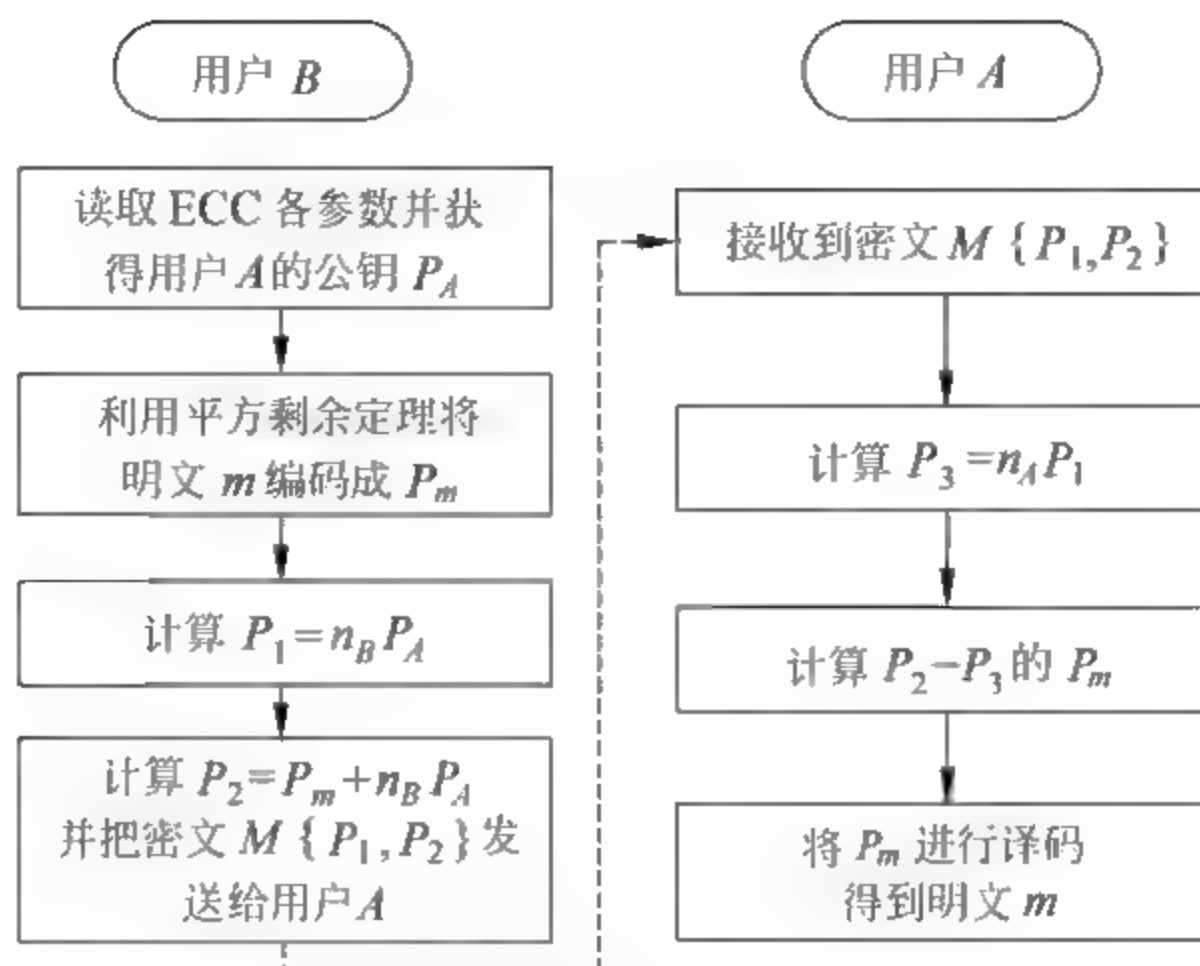 用户 B
读取 ECC 各参数并获
得用户 A 的公钥 P_A
利用平方剩余定理将
明文 m 编码成 P_m
计算 P_1=n_B P_A
计算 P_2=P_m+n_B P_A
并把密文 M {P_1,P_2}发
送给用户 A
用户 A
接收到密文 M {P_1,P_2}
计算 P_3=n_A P_1
计算 P_2-P_3 的 P_m
将 P_m 进行译码
得到明文 m